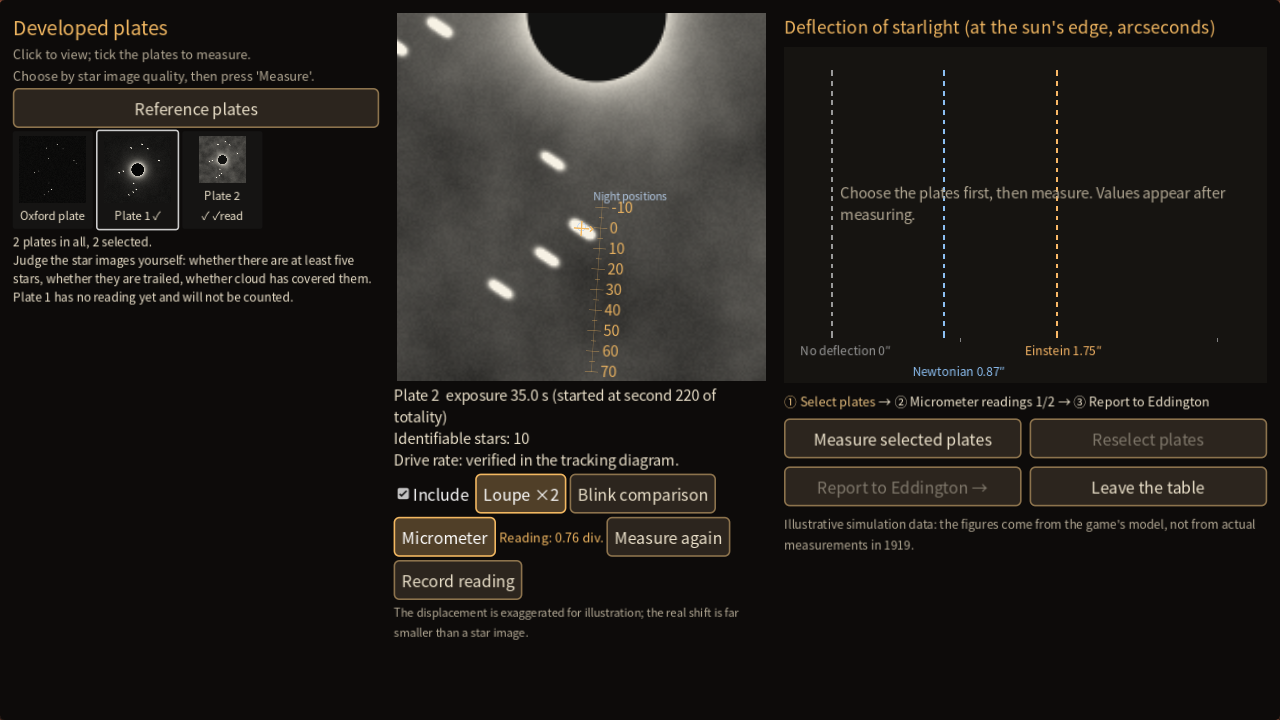 Developed plates
Click to view; tick the plates to measure.
Choose by star image quality, then press 'Measure'.
Reference plates
Oxford plate
Plate 1 ✓
Plate 2
✓ ✓read
2 plates in all, 2 selected.
Judge the star images yourself: whether there are at least five
stars, whether they are trailed, whether cloud has covered them.
Plate 1 has no reading yet and will not be counted.
Night positions
-10
0
10
20
30
40
50
60
70
Plate 2 exposure 35.0 s (started at second 220 of
totality)
Identifiable stars: 10
Drive rate: verified in the tracking diagram.
Include
Loupe ×2
Blink comparison
Micrometer
Reading: 0.76 div.
Measure again
Record reading
The displacement is exaggerated for illustration; the real shift is far
smaller than a star image.
Deflection of starlight (at the sun's edge, arcseconds)
Choose the plates first, then measure. Values appear after
measuring.
No deflection 0"
Einstein 1.75"
Newtonian 0.87"
① Select plates → ② Micrometer readings 1/2 → ③ Report to Eddington
Measure selected plates
Reselect plates
Report to Eddington →
Leave the table
Illustrative simulation data: the figures come from the game's model, not from actual
measurements in 1919.